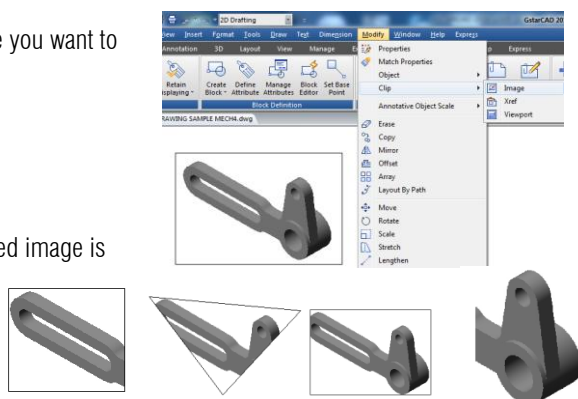 e you want to
ed image is
2D Drafting
GstarCAD 20
View Insert Format Tools Draw Text Dimension Modify Window Help Express
Annotation 3D Layout View Manage E
p Express
Retain
isplaying
Create
Block
Define
Attribute
Manage
Attributes
Block
Editor
Set Base
Point
Block Definition
RAWING SAMPLE MECH4.dwg
Properties
Match Properties
Object
Clip
Annotative Object Scale
Erase
Copy
Mirror
Offset
Array
Layout By Path
Move
Rotate
Scale
Stretch
Lengthen
Image
Xref
Viewport